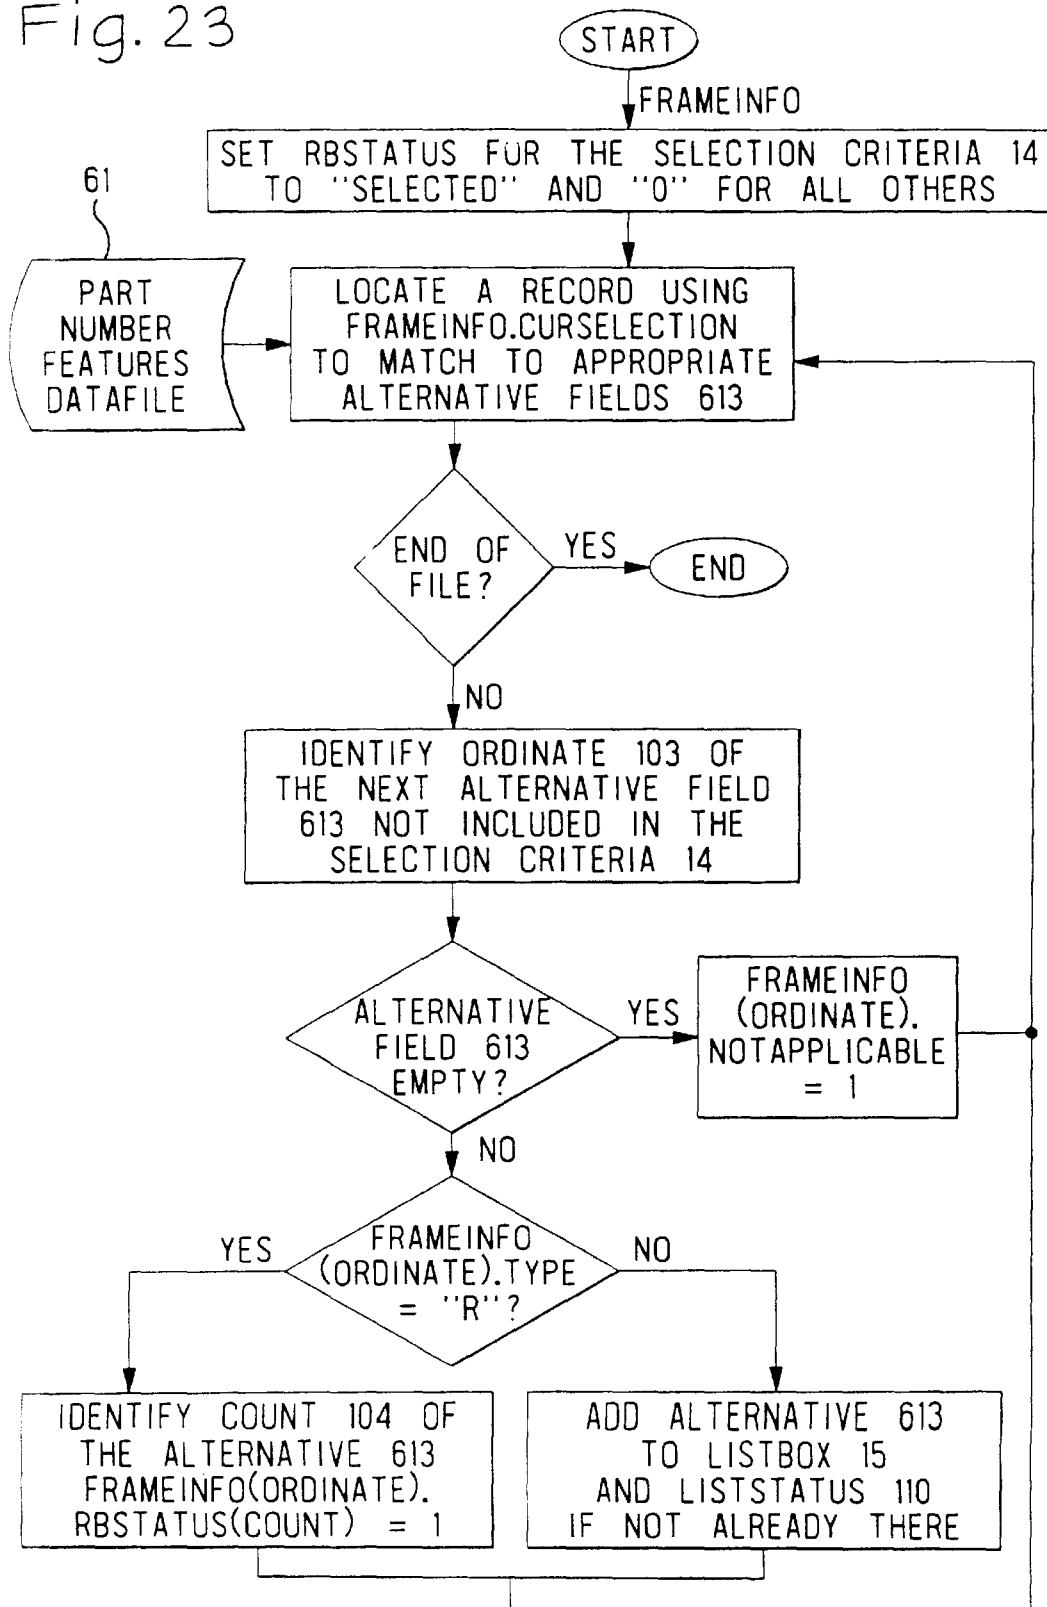 Fig. 23
START
FRAMEINFO
SET RBSTATUS FOR THE SELECTION CRITERIA 14
TO "SELECTED" AND "0" FOR ALL OTHERS
61
PART
NUMBER
FEATURES
DATAFILE
LOCATE A RECORD USING
FRAMEINFO.CURSELECTION
TO MATCH TO APPROPRIATE
ALTERNATIVE FIELDS 613
END OF
FILE?
YES
END
NO
IDENTIFY ORDINATE 103 OF
THE NEXT ALTERNATIVE FIELD
613 NOT INCLUDED IN THE
SELECTION CRITERIA 14
ALTERNATIVE
FIELD 613
EMPTY?
YES
FRAMEINFO
(ORDINATE).
NOTAPPLICABLE
= 1
NO
FRAMEINFO
(ORDINATE).TYPE
= "R"?
YES
NO
IDENTIFY COUNT 104 OF
THE ALTERNATIVE 613
FRAMEINFO(ORDINATE).
RBSTATUS(COUNT) = 1
ADD ALTERNATIVE 613
TO LISTBOX 15
AND LISTSTATUS 110
IF NOT ALREADY THERE